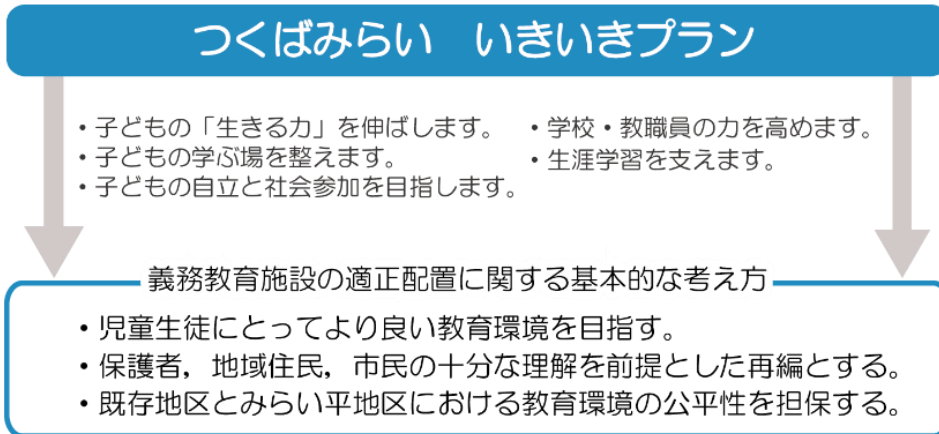 つくばみらい　いきいきプラン
・子どもの「生きる力」を伸ばします。
・子どもの学ぶ場を整えます。
・子どもの自立と社会参加を目指します。
・学校・教職員の力を高めます。
・生涯学習を支えます。
義務教育施設の適正配置に関する基本的な考え方
・児童生徒にとってより良い教育環境を目指す。
・保護者，地域住民，市民の十分な理解を前提とした再編とする。
・既存地区とみらい平地区における教育環境の公平性を担保する。